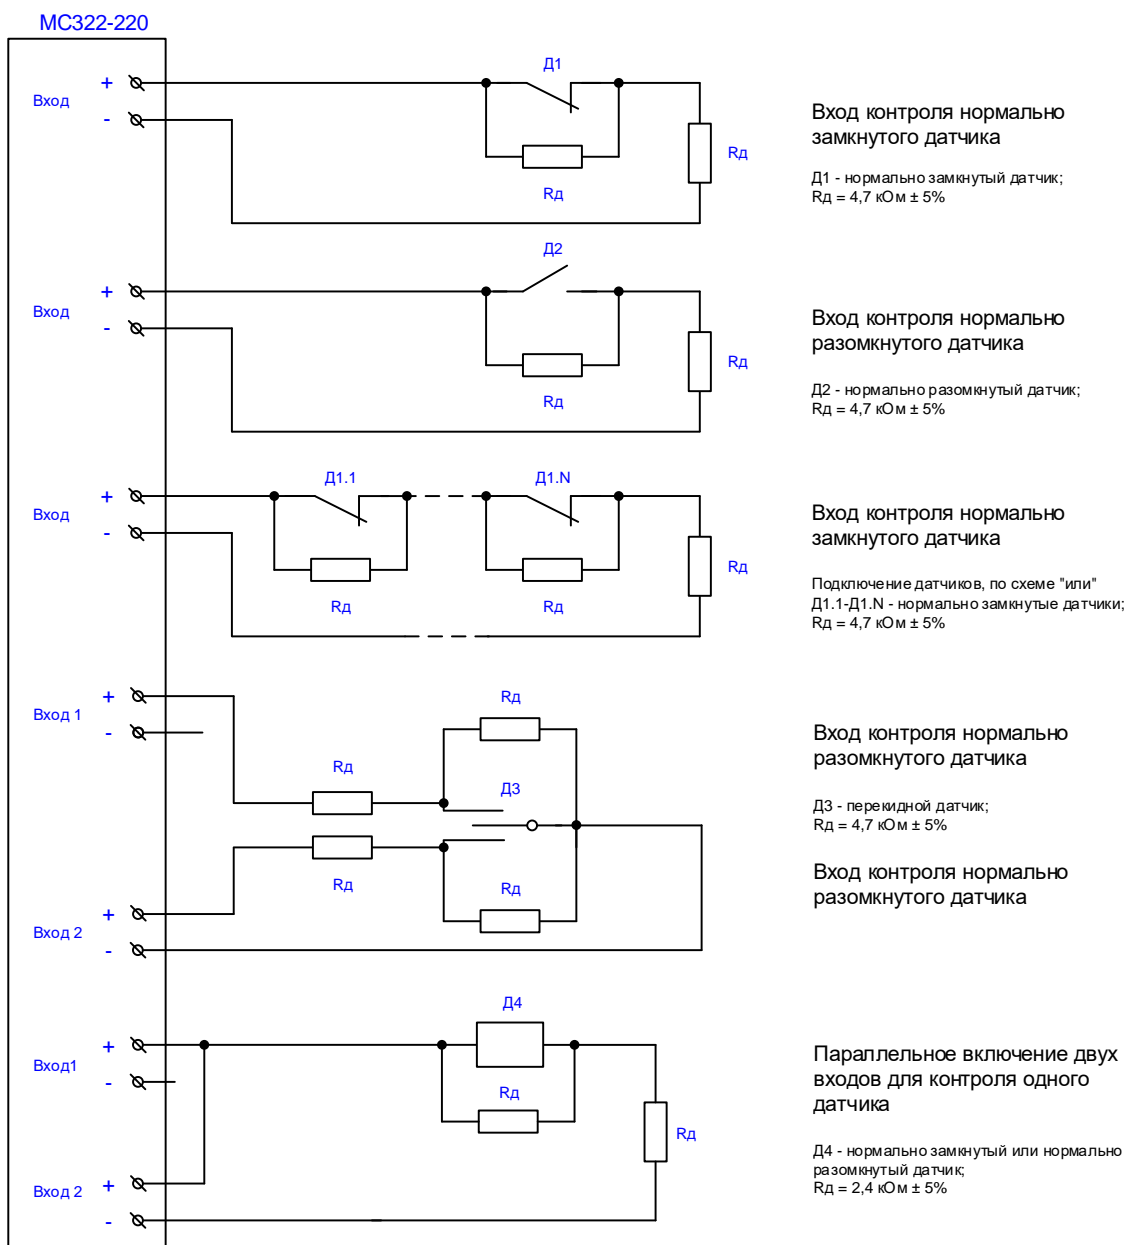 МС322-220
Д1
+
Вход
-
Rд
Rд
Вход контроля нормально
замкнутого датчика
Д1 - нормально замкнутый датчик;
Rд = 4,7 кОм ± 5%
Д2
+
Вход
-
Rд
Rд
Вход контроля нормально
разомкнутого датчика
Д2 - нормально разомкнутый датчик;
Rд = 4,7 кОм ± 5%
Д1.1
Д1.N
+
Вход
-
Rд
Rд
Rд
Вход контроля нормально
замкнутого датчика
Подключение датчиков, по схеме "или"
Д1.1-Д1.N - нормально замкнутые датчики;
Rд = 4,7 кОм ± 5%
+
Вход 1
-
Rд
Rд
Д3
Rд
Rд
+
Вход 2
-
Вход контроля нормально
разомкнутого датчика
Д3 - перекидной датчик;
Rд = 4,7 кОм ± 5%
Вход контроля нормально
разомкнутого датчика
Д4
+
Вход1
-
Rд
Rд
+
Вход 2
-
Параллельное включение двух
входов для контроля одного
датчика
Д4 - нормально замкнутый или нормально
разомкнутый датчик;
Rд = 2,4 кОм ± 5%